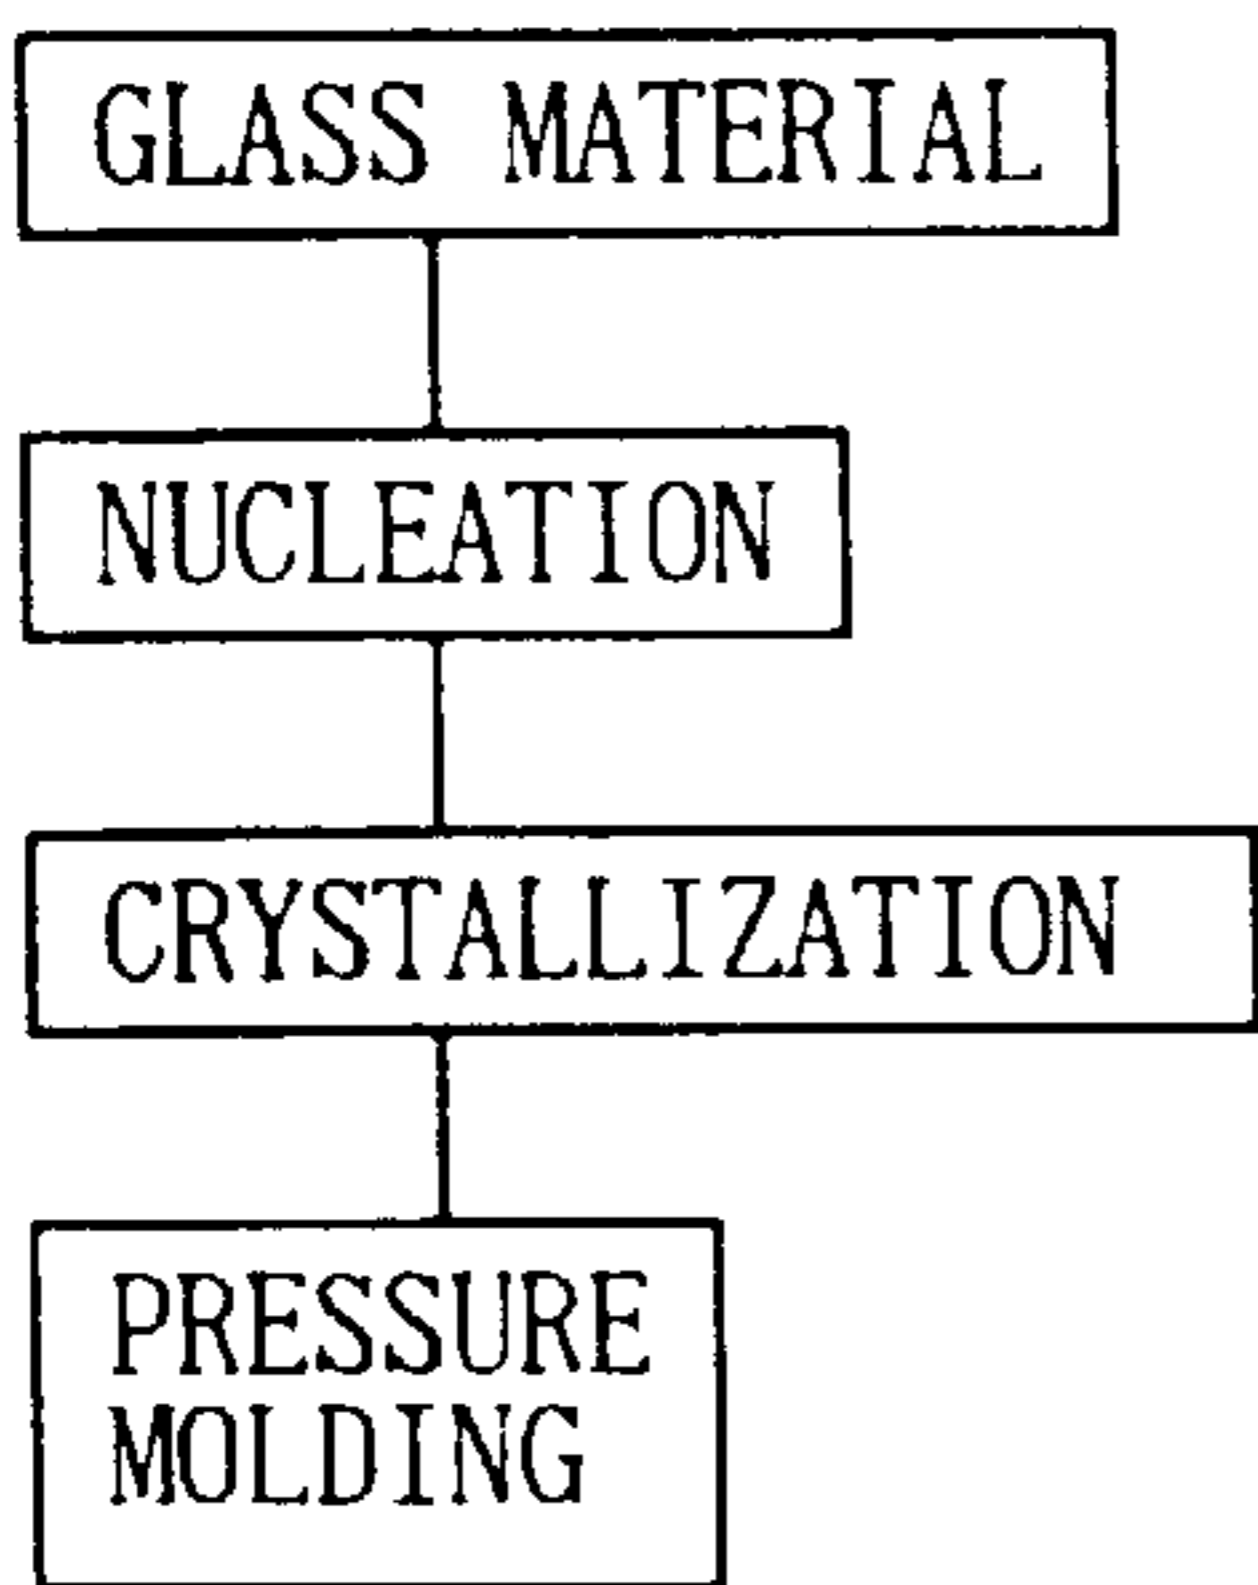 GLASS MATERIAL
NUCLEATION
CRYSTALLIZATION
PRESSURE
MOLDING